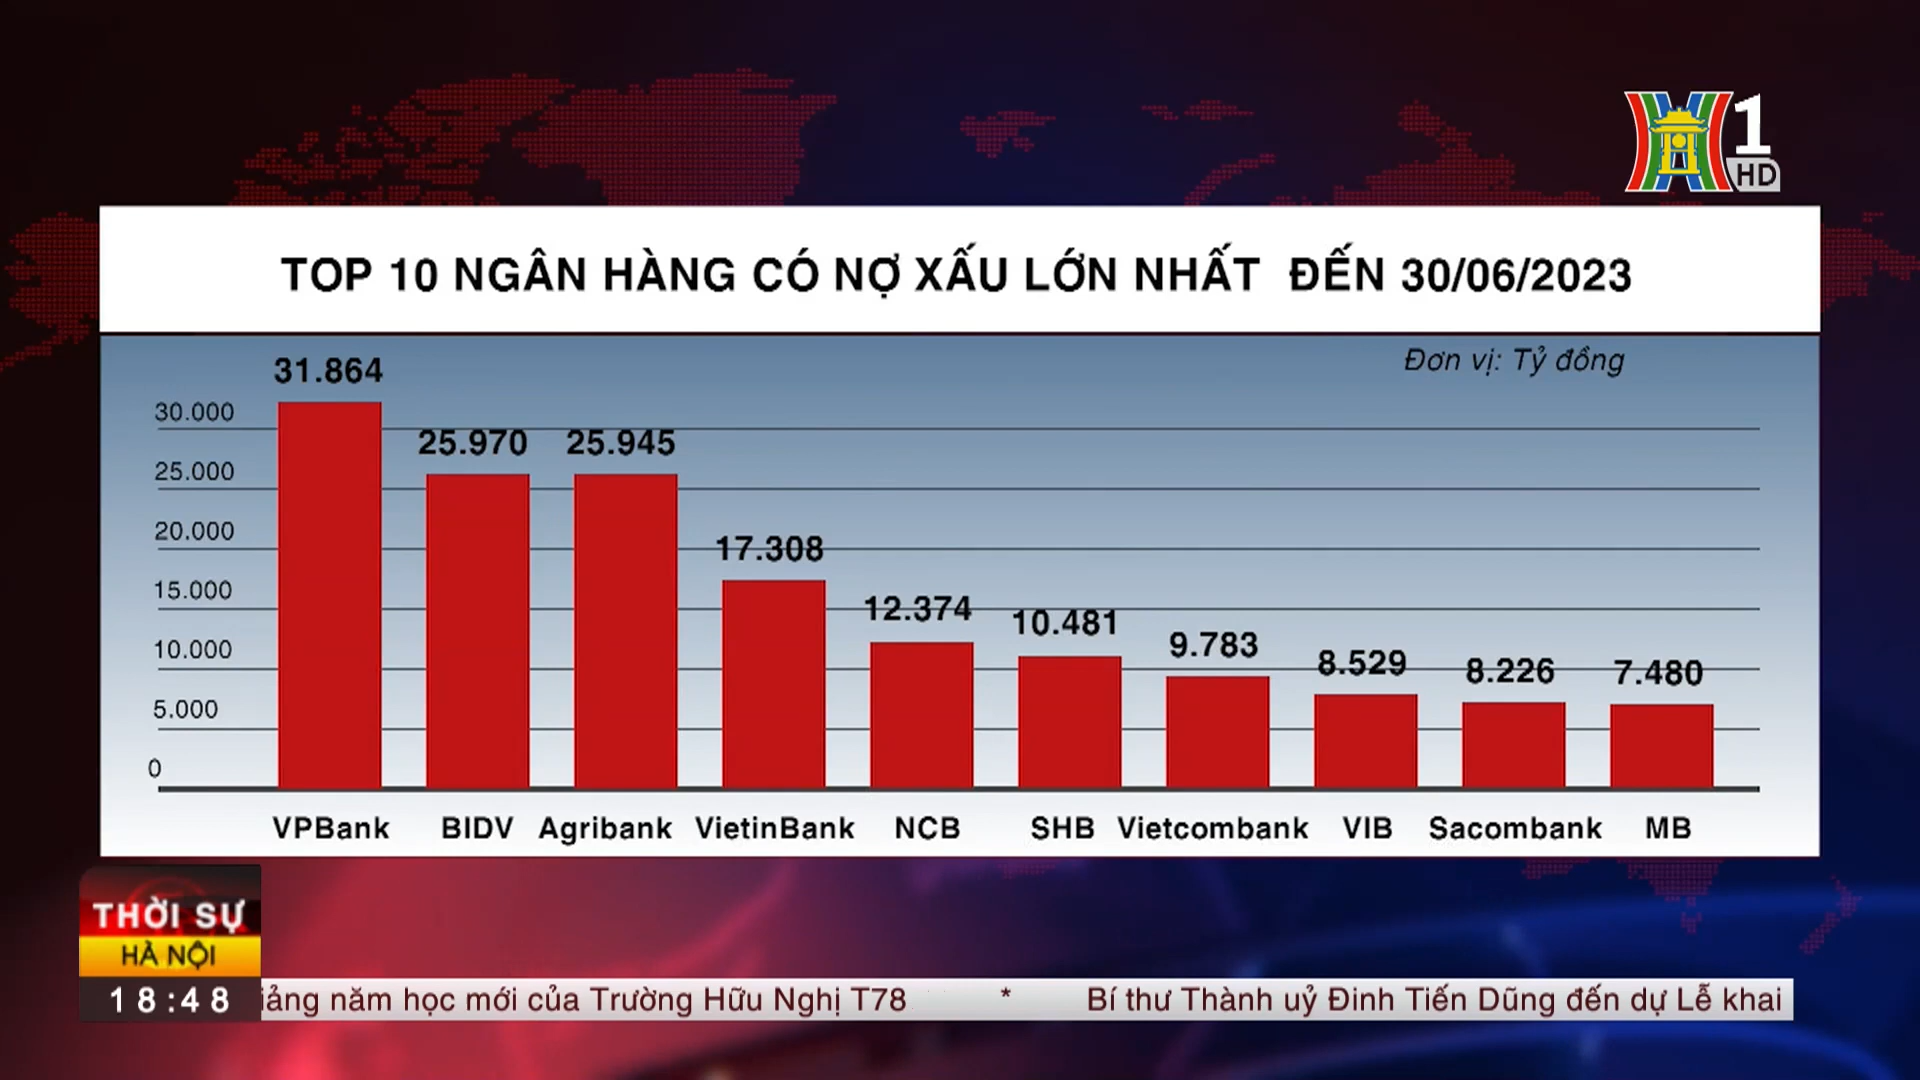 1
HD
TOP 10 NGÂN HÀNG CÓ NỢ XẤU LỚN NHẤT ĐẾN 30/06/2023
Đơn vị: Tỷ đồng
31.864
30.000
25.970
25.945
25.000
20.000
17.308
15.000
12.374
10.481
10.000
9.783
8.529
8.226
7.480
5.000
0
VPBank BIDV Agribank VietinBank NCB SHB Vietcombank VIB Sacombank MB
THỜI SỰ
HÀ NỘI
18:48
iảng năm học mới của Trường Hữu Nghị T78 * Bí thư Thành uỷ Đinh Tiến Dũng đến dự Lễ khai